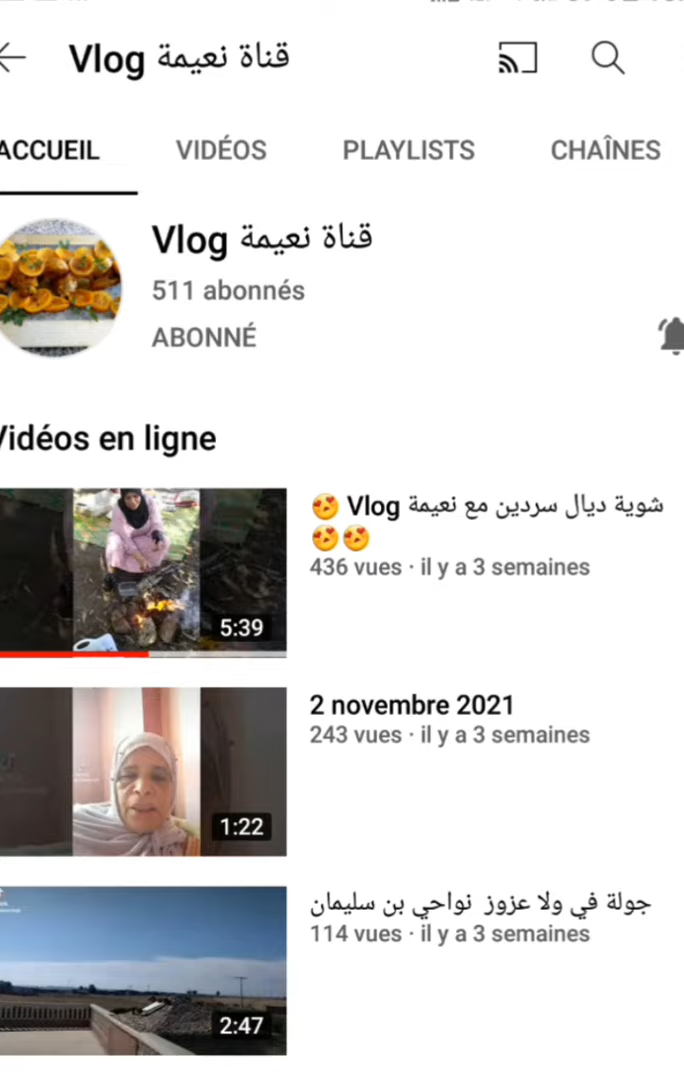 قناة نعيمة Vlog
ACCUEIL VIDÉOS PLAYLISTS CHAÎNES
قناة نعيمة Vlog
511 abonnés
ABONNÉ
Vidéos en ligne
شوية ديال سردين مع نعيمة Vlog 😍
😍😍
436 vues · il y a 3 semaines
5:39
2 novembre 2021
243 vues · il y a 3 semaines
1:22
جولة في ولا عزوز نواحي بن سليمان
114 vues · il y a 3 semaines
2:47